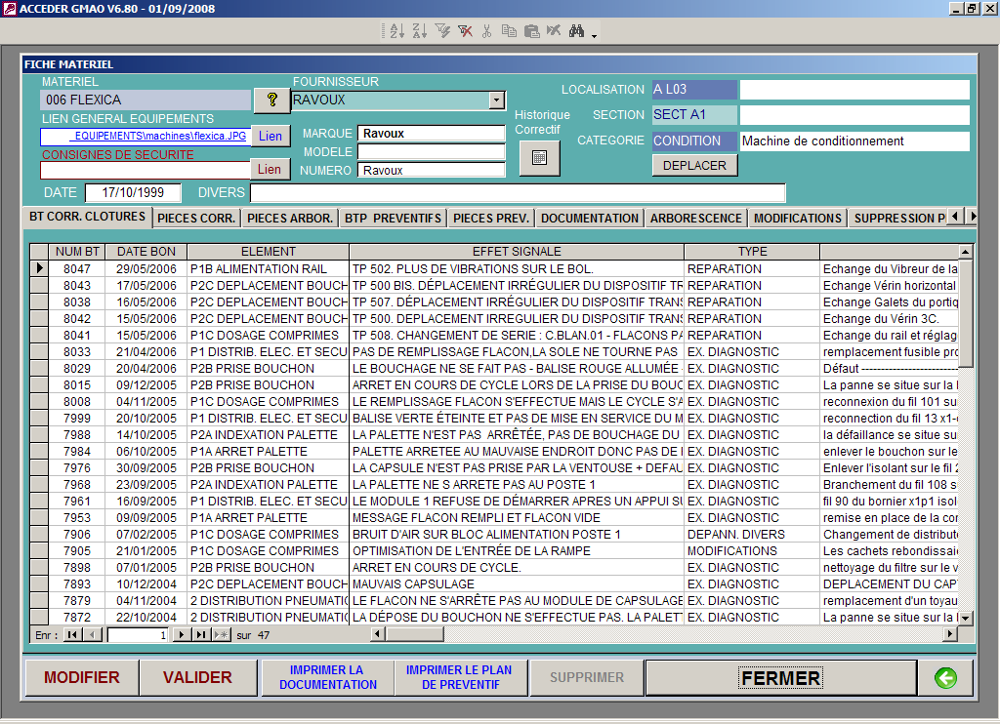 ACCEDER GMAO V6.80 - 01/09/2008
FICHE MATERIEL
MATERIEL
006 FLEXICA
?
FOURNISSEUR
RAVOUX
LIEN GENERAL EQUIPEMENTS
_EQUIPEMENTS\machines\flexica.JPG
Lien
CONSIGNES DE SECURITE
Lien
MARQUE Ravoux
MODELE
NUMERO Ravoux
Historique
Correctif
LOCALISATION A L03
SECTION SECT A1
CATEGORIE CONDITION Machine de conditionnement
DEPLACER
DATE 17/10/1999 DIVERS
BT CORR. CLOTURES PIECES CORR. PIECES ARBOR. BTP PREVENTIFS PIECES PREV. DOCUMENTATION ARBORESCENCE MODIFICATIONS SUPPRESSION P
NUM BT DATE BON ELEMENT EFFET SIGNALE TYPE
8047 29/05/2006 P1B ALIMENTATION RAIL TP 502. PLUS DE VIBRATIONS SUR LE BOL. REPARATION Echange du Vibreur de la
8043 17/05/2006 P2C DEPLACEMENT BOUCH TP 500 BIS. DÉPLACEMENT IRRÉGULIER DU DISPOSITIF TR REPARATION Echange Vérin horizontal
8038 16/05/2006 P2C DEPLACEMENT BOUCH TP 507. DÉPLACEMENT IRRÉGULIER DU DISPOSITIF TRANS REPARATION Echange Galets du portiq
8042 15/05/2006 P2C DEPLACEMENT BOUCH TP 500. DEPLACEMENT IRREGULIER DU DISPOSITIF TRANS REPARATION Echange du Vérin 3C.
8041 15/05/2006 P1C DOSAGE COMPRIMES TP 508. CHANGEMENT DE SERIE : C.BLAN.01 - FLACONS PA REPARATION Echange du rail et réglag
8033 21/04/2006 P1 DISTRIB. ELEC. ET SECU PAS DE REMPLISSAGE FLACON,LA SOLE NE TOURNE PAS EX. DIAGNOSTIC remplacement fusible pro
8029 20/04/2006 P2B PRISE BOUCHON LE BOUCHAGE NE SE FAIT PAS - BALISE ROUGE ALLUMÉE - EX. DIAGNOSTIC Défaut -------------------------
8015 09/12/2005 P2B PRISE BOUCHON ARRET EN COURS DE CYCLE LORS DE LA PRISE DU BOUC EX. DIAGNOSTIC La panne se situe sur la
8008 04/11/2005 P1C DOSAGE COMPRIMES LE REMPLISSAGE FLACON S'EFFECTUE MAIS LE CYCLE S'A EX. DIAGNOSTIC reconnexion du fil 101 su
7999 20/10/2005 P1 DISTRIB. ELEC. ET SECU BALISE VERTE ÉTEINTE ET PAS DE MISE EN SERVICE DU M EX. DIAGNOSTIC reconnection du fil 13 x1-
7988 14/10/2005 P2A INDEXATION PALETTE LA PALETTE N'EST PAS ARRÊTÉE, PAS DE BOUCHAGE DU EX. DIAGNOSTIC la défaillance se situe su
7984 06/10/2005 P1A ARRET PALETTE PALETTE ARRETEE AU MAUVAISE ENDROIT DONC PAS DE EX. DIAGNOSTIC enlever le bouchon sur le
7976 30/09/2005 P2B PRISE BOUCHON LA CAPSULE N'EST PAS PRISE PAR LA VENTOUSE + DEFAU EX. DIAGNOSTIC Enlever l'isolant sur le fil
7968 23/09/2005 P2A INDEXATION PALETTE LA PALETTE NE S ARRETE PAS AU POSTE 1 EX. DIAGNOSTIC Branchement du fil 108 s
7961 16/09/2005 P1 DISTRIB. ELEC. ET SECU LE MODULE 1 REFUSE DE DÉMARRER APRES UN APPUI SU EX. DIAGNOSTIC fil 90 du bornier x1p1 isol
7953 09/09/2005 P1A ARRET PALETTE MESSAGE FLACON REMPLI ET FLACON VIDE EX. DIAGNOSTIC remise en place de la cor
7906 07/02/2005 P1C DOSAGE COMPRIMES BRUIT D'AIR SUR BLOC ALIMENTATION POSTE 1 DEPANN. DIVERS Changement de distribut
7905 21/01/2005 P1C DOSAGE COMPRIMES OPTIMISATION DE L'ENTRÉE DE LA RAMPE MODIFICATIONS Les cachets rebondissai
7898 07/01/2005 P2B PRISE BOUCHON ARRET EN COURS DE CYCLE. EX. DIAGNOSTIC nettoyage du filtre sur le v
7893 10/12/2004 P2C DEPLACEMENT BOUCH MAUVAIS CAPSULAGE EX. DIAGNOSTIC DEPLACEMENT DU CAP
7879 04/11/2004 2 DISTRIBUTION PNEUMATIC LE FLACON NE S'ARRÊTE PAS AU MODULE DE CAPSULAGE EX. DIAGNOSTIC remplacement d'un toyau
7872 22/10/2004 2 DISTRIBUTION PNEUMATIC LA DÉPOSE DU BOUCHON NE S'EFFECTUE PAS. LA PALET EX. DIAGNOSTIC La panne se situe sur la
Enr : 1 sur 47
MODIFIER
VALIDER
IMPRIMER LA
DOCUMENTATION
IMPRIMER LE PLAN
DE PREVENTIF
SUPPRIMER
FERMER